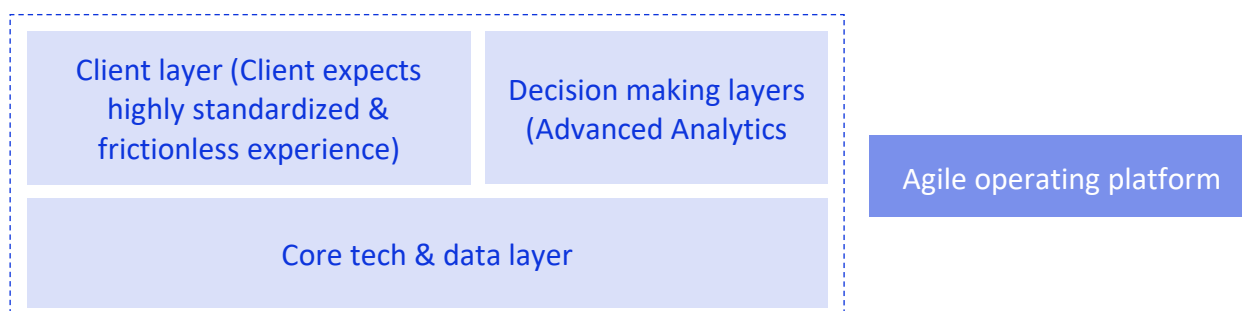 Client layer (Client expects
highly standardized &
frictionless experience)
Decision making layers
(Advanced Analytics
Agile operating platform
Core tech & data layer